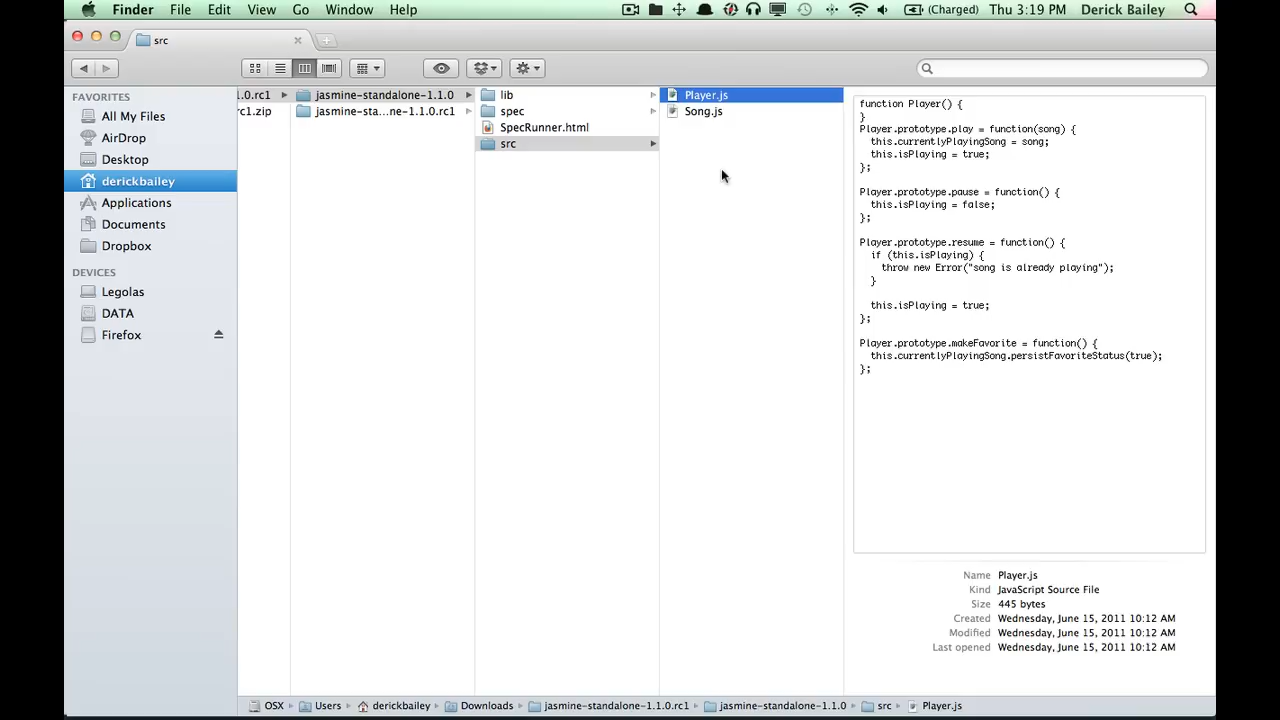 Finder File Edit View Go Window Help (Charged) Thu 3:19 PM Derick Bailey
src
FAVORITES
All My Files
AirDrop
Desktop
derickbailey
Applications
Documents
Dropbox
DEVICES
Legolas
DATA
Firefox
1.0.rc1
rc1.zip
jasmine-standalone-1.1.0
jasmine-sta...ne-1.1.0.rc1
lib
spec
SpecRunner.html
src
Player.js
Song.js
function Player() {
}
Player.prototype.play = function(song) {
this.currentlyPlayingSong = song;
this.isPlaying = true;
};
Player.prototype.pause = function() {
this.isPlaying = false;
};
Player.prototype.resume = function() {
if (this.isPlaying) {
throw new Error("song is already playing");
}
this.isPlaying = true;
};
Player.prototype.makeFavorite = function() {
this.currentlyPlayingSong.persistFavoriteStatus(true);
};
Name Player.js
Kind JavaScript Source File
Size 445 bytes
Created Wednesday, June 15, 2011 10:12 AM
Modified Wednesday, June 15, 2011 10:12 AM
Last opened Wednesday, June 15, 2011 10:12 AM
OSX Users derickbailey Downloads jasmine-standalone-1.1.0.rc1 jasmine-standalone-1.1.0 src Player.js